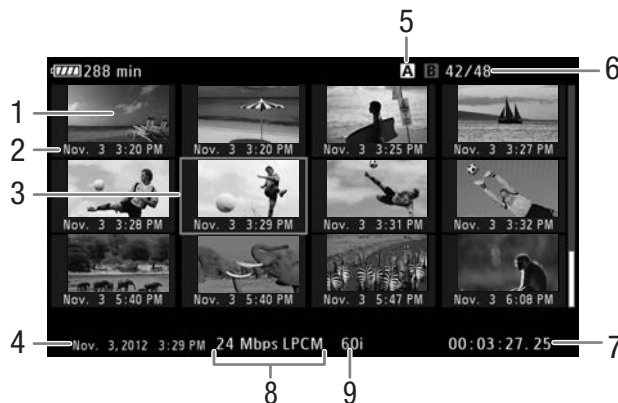 5
288 min A B 42/48 6
1
2 Nov. 3 3:20 PM Nov. 3 3:20 PM Nov. 3 3:25 PM Nov. 3 3:27 PM
3
Nov. 3 3:28 PM Nov. 3 3:29 PM Nov. 3 3:31 PM Nov. 3 3:32 PM
Nov. 3 5:40 PM Nov. 3 5:40 PM Nov. 3 5:47 PM Nov. 3 6:08 PM
4 Nov. 3,2012 3:29 PM 24 Mbps LPCM 60i 00:03:27.25 7
8 9